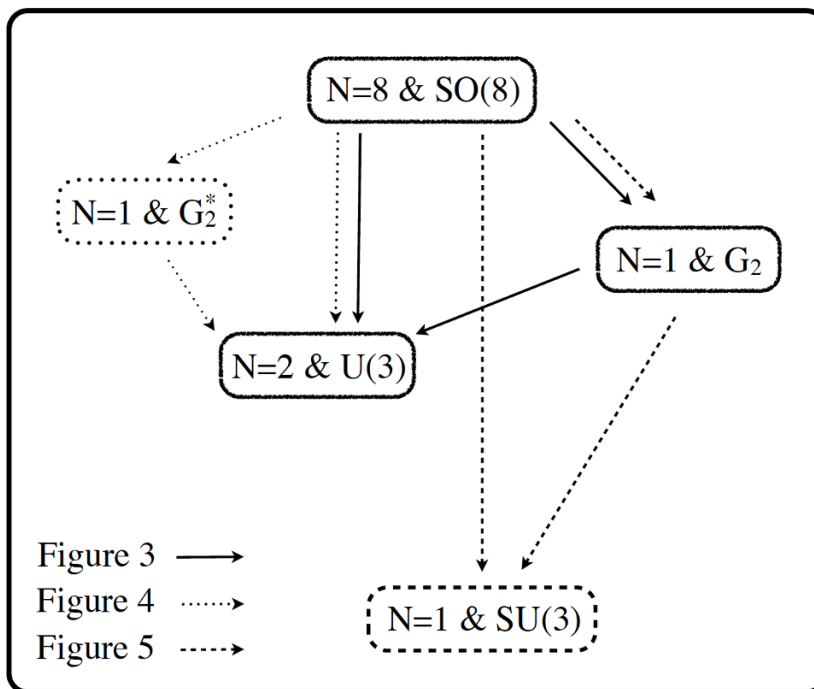 N=8 & SO(8)
N=1 & G₂*
N=1 & G₂
N=2 & U(3)
Figure 3
Figure 4
N=1 & SU(3)
Figure 5